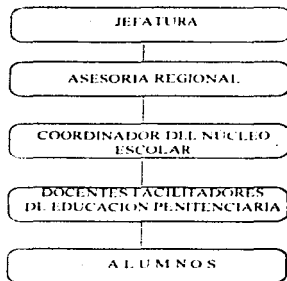 JEFATURA
ASESORIA REGIONAL
COORDINADOR DEL NUCLEO
ESCOLAR
DOCENTES FACILITADORES
DE EDUCACION PENITENCIARIA
ALUMNOS